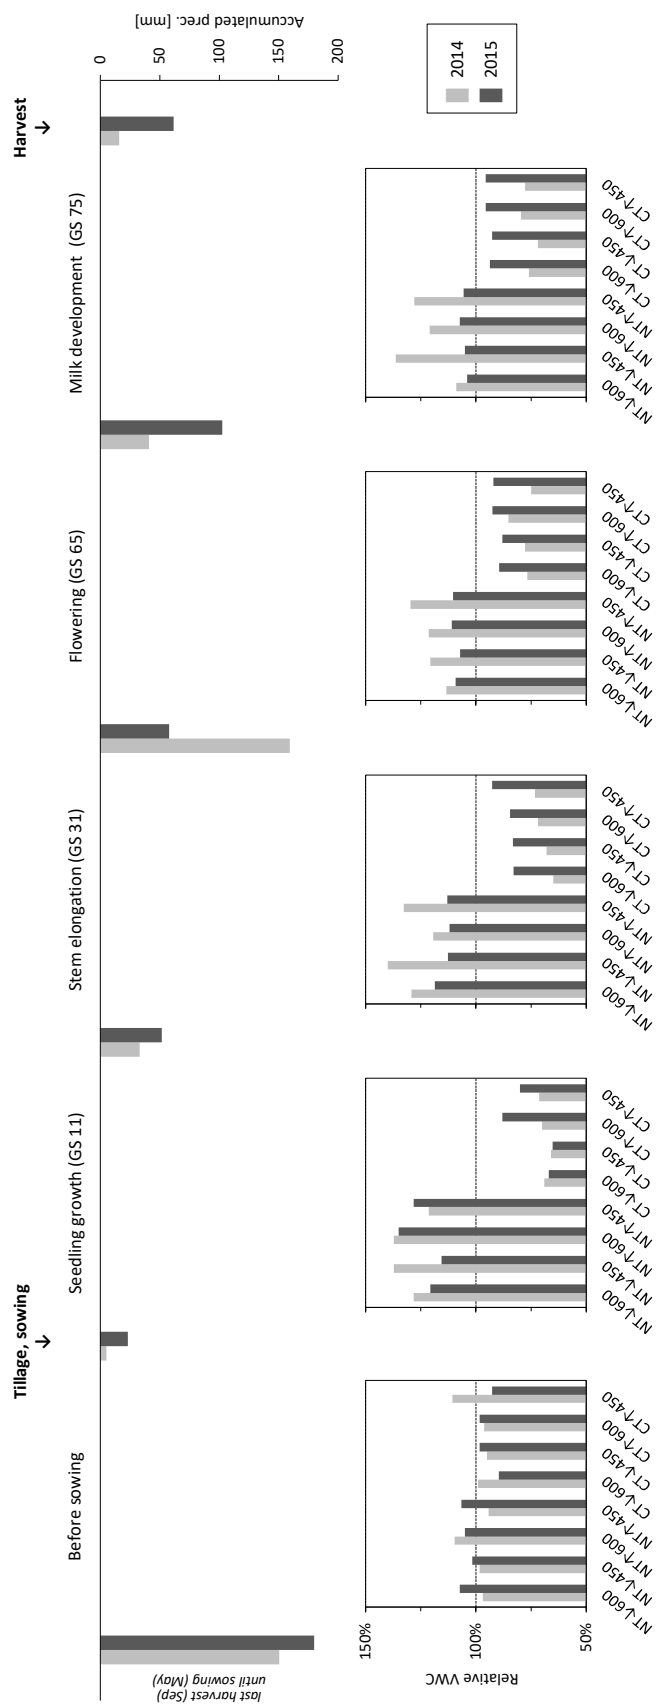 Tillage, sowing
↓
Harvest
↓
Before sowing
Seedling growth (GS 11)
Stem elongation (GS 31)
Flowering (GS 65)
Milk development (GS 75)
last harvest (Sep)
until sowing (May)
0
50
100
150
200
Accumulated prec. [mm]
150%
100%
50%
Relative VWC
NT↓600
NT↓450
NT↑600
NT↑450
CT↓600
CT↓450
CT↑600
CT↑450
NT↓600
NT↓450
NT↑600
NT↑450
CT↓600
CT↓450
CT↑600
CT↑450
NT↓600
NT↓450
NT↑600
NT↑450
CT↓600
CT↓450
CT↑600
CT↑450
NT↓600
NT↓450
NT↑600
NT↑450
CT↓600
CT↓450
CT↑600
CT↑450
NT↓600
NT↓450
NT↑600
NT↑450
CT↓600
CT↓450
CT↑600
CT↑450
2014
2015